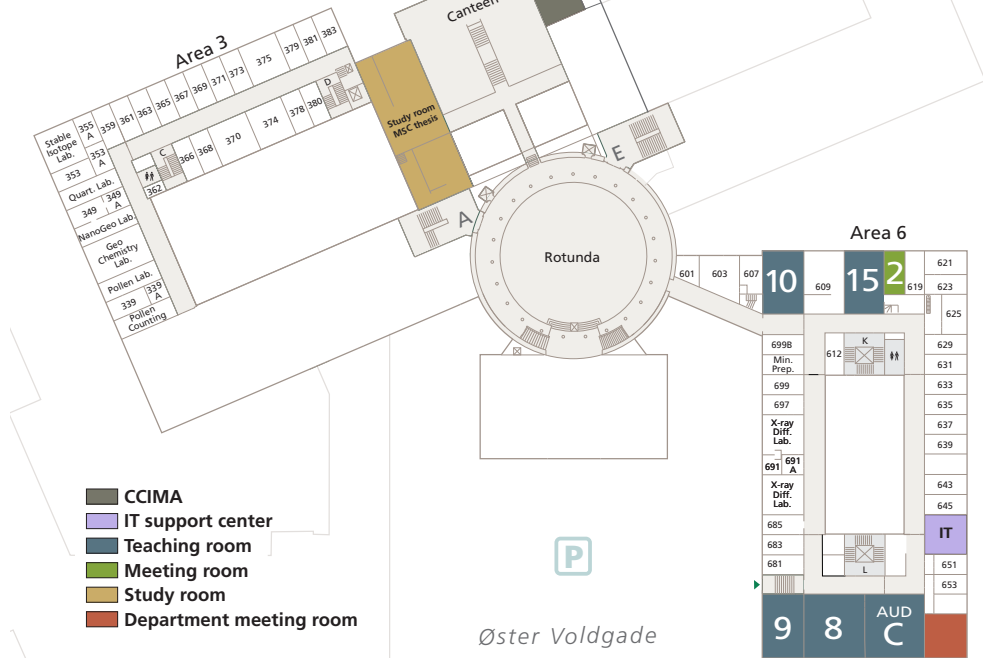 Canteen
Area 3
383
381
379
375
373
371
369
367
365
363
361
359
355
A
Stable
Isotope
Lab.
353
A
353
Quart. Lab.
349
349
A
NanoGeo Lab.
Geo
Chemistry
Lab.
Pollen Lab.
339
339
A
Pollen
Counting
C
362
366
368
370
374
378
380
D
Study room
MSC thesis
A
E
Rotunda
Area 6
601
603
607
10
609
15
2
619
621
623
625
629
631
633
635
637
639
643
645
IT
651
653
K
612
699B
Min.
Prep.
699
697
X-ray
Diff.
Lab.
691
691
A
X-ray
Diff.
Lab.
685
683
681
L
9
8
AUD
C
CCIMA
IT support center
Teaching room
Meeting room
Study room
Department meeting room
P
Øster Voldgade